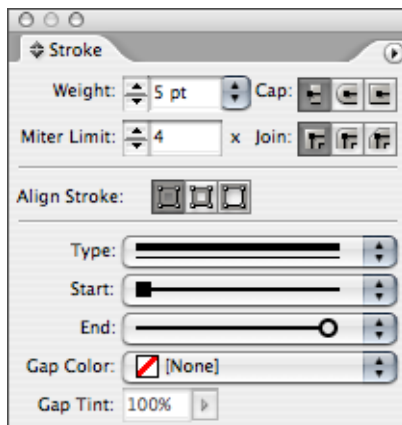 Stroke
Weight: 5 pt Cap:
Miter Limit: 4 x Join:
Align Stroke:
Type:
Start:
End:
Gap Color: [None]
Gap Tint: 100%